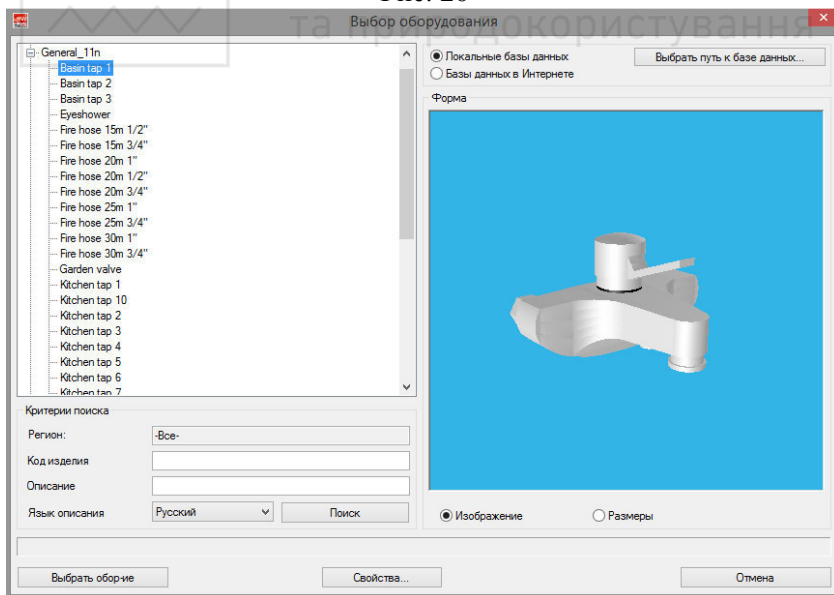 Рис. 20
Выбор оборудования
та природокористування
General_11n
Basin tap 1
Basin tap 2
Basin tap 3
Eyeshower
Fire hose 15m 1/2"
Fire hose 15m 3/4"
Fire hose 20m 1"
Fire hose 20m 1/2"
Fire hose 20m 3/4"
Fire hose 25m 1"
Fire hose 25m 3/4"
Fire hose 30m 1"
Fire hose 30m 3/4"
Garden valve
Kitchen tap 1
Kitchen tap 10
Kitchen tap 2
Kitchen tap 3
Kitchen tap 4
Kitchen tap 5
Kitchen tap 6
Kitchen tap 7
Локальные базы данных
Выбрать путь к базе данных...
Базы данных в Интернете
Форма
Критерии поиска
Регион:
-Все-
Код изделия
Описание
Язык описания
Русский
Поиск
Изображение
Размеры
Выбрать обор-ие
Свойства...
Отмена